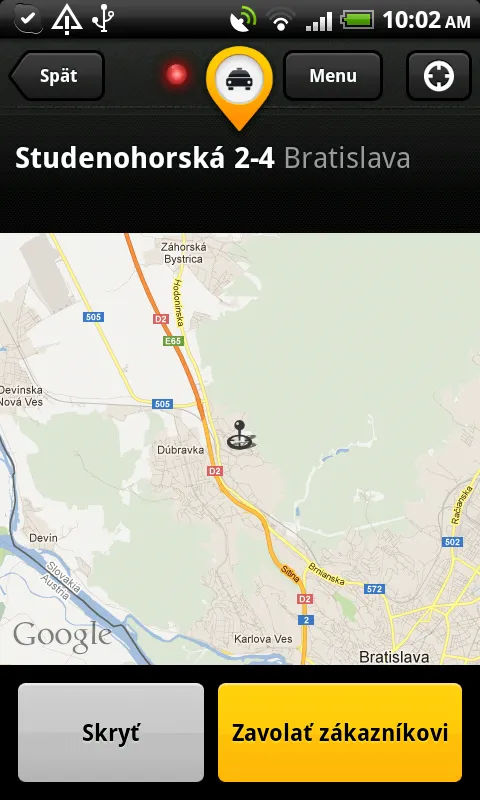 10:02 AM
Späť
Menu
Studenohorská 2-4 Bratislava
Záhorská
Bystrica
Hodonínska
505
D2
E65
Devínska
Nová Ves
505
Dúbravka
D2
Račianska
502
Devín
Slovakia
Austria
Silina
Brnianska
572
D2
2
Google
Karlova Ves
Bratislava
Skryť
Zavolať zákazníkovi